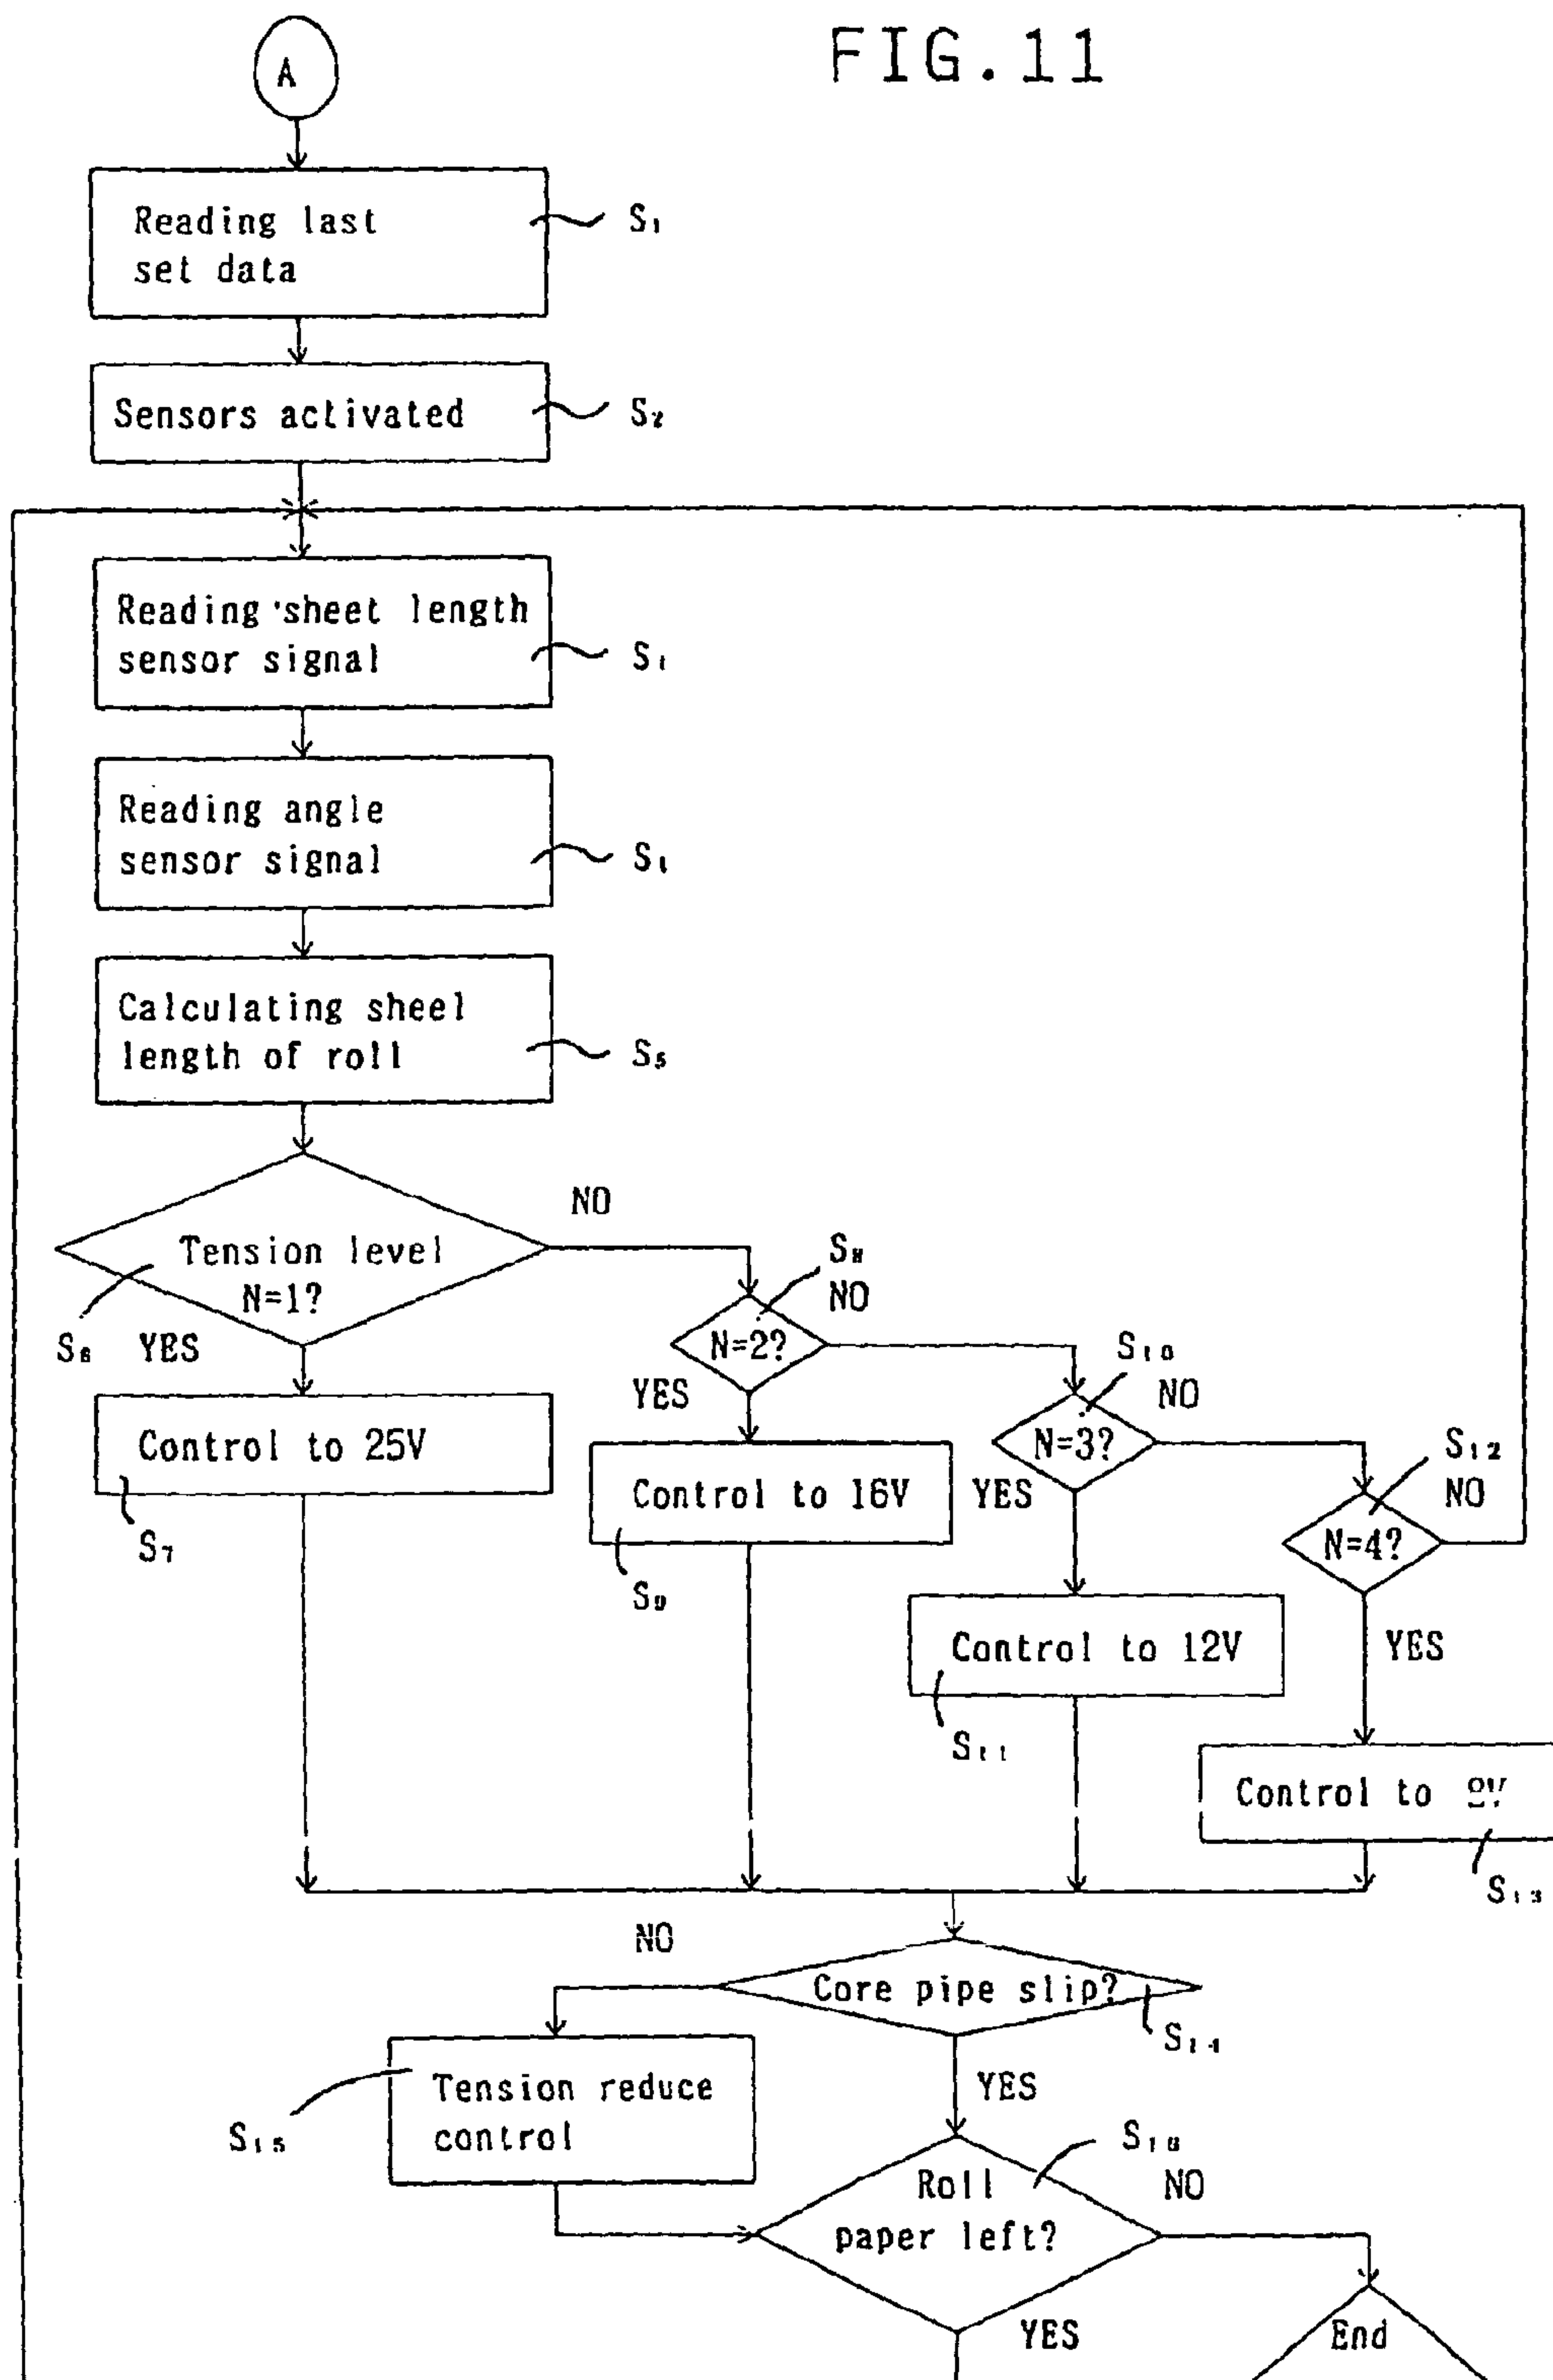 FIG.11
A
Reading last
set data
S₁
Sensors activated
S₂
Reading sheet length
sensor signal
Reading angle
sensor signal
Calculating sheel
length of roll
S₅
Tension level
N=1?
NO
S₆
YES
Control to 25V
S₇
S₈
NO
N=2?
YES
Control to 16V
S₉
S₁₀
NO
N=3?
YES
Control to 12V
S₁₁
S₁₂
NO
N=4?
YES
Control to
S₁₃
NO
Core pipe slip?
S₁₄
YES
Tension reduce
control
S₁₅
S₁₆
Roll
paper left?
NO
YES
End